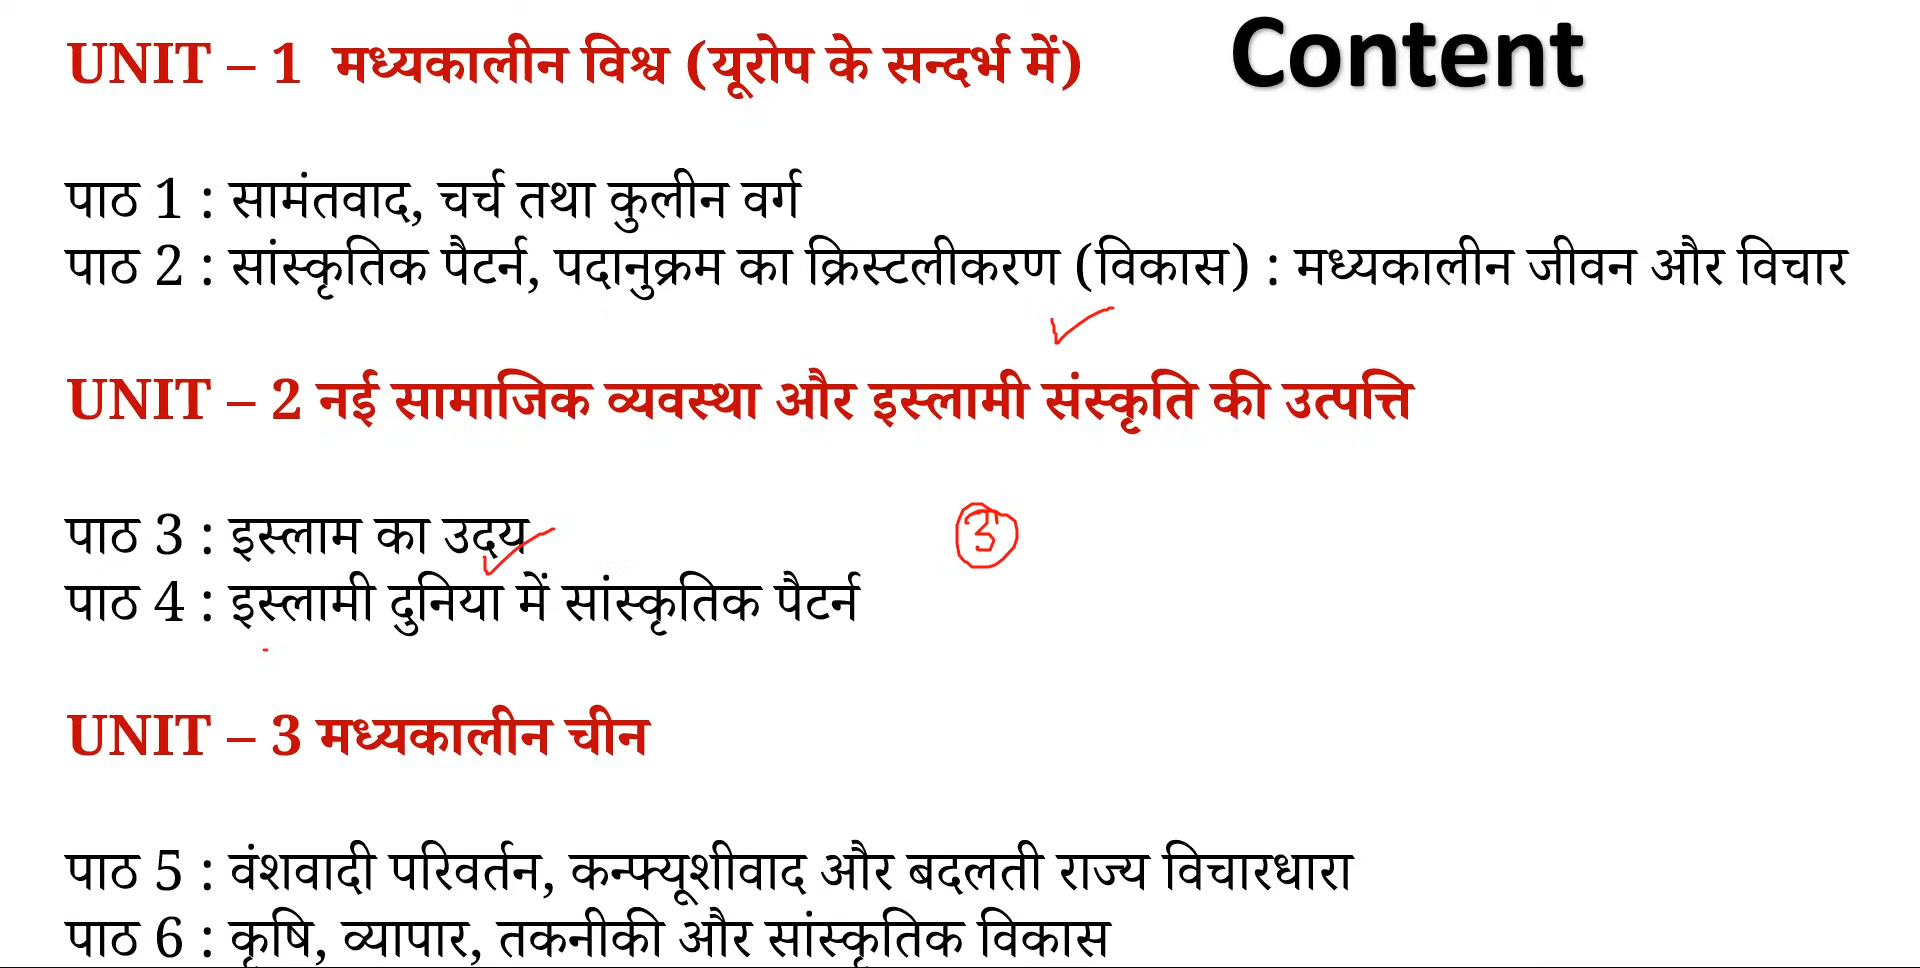 UNIT – 1 मध्यकालीन विश्व (यूरोप के सन्दर्भ में)
Content
पाठ 1 : सामंतवाद, चर्च तथा कुलीन वर्ग
पाठ 2 : सांस्कृतिक पैटर्न, पदानुक्रम का क्रिस्टलीकरण (विकास) : मध्यकालीन जीवन और विचार
UNIT – 2 नई सामाजिक व्यवस्था और इस्लामी संस्कृति की उत्पत्ति
पाठ 3 : इस्लाम का उदय
3
पाठ 4 : इस्लामी दुनिया में सांस्कृतिक पैटर्न
UNIT – 3 मध्यकालीन चीन
पाठ 5 : वंशवादी परिवर्तन, कन्फ्यूशीवाद और बदलती राज्य विचारधारा
पाठ 6 : कृषि, व्यापार, तकनीकी और सांस्कृतिक विकास